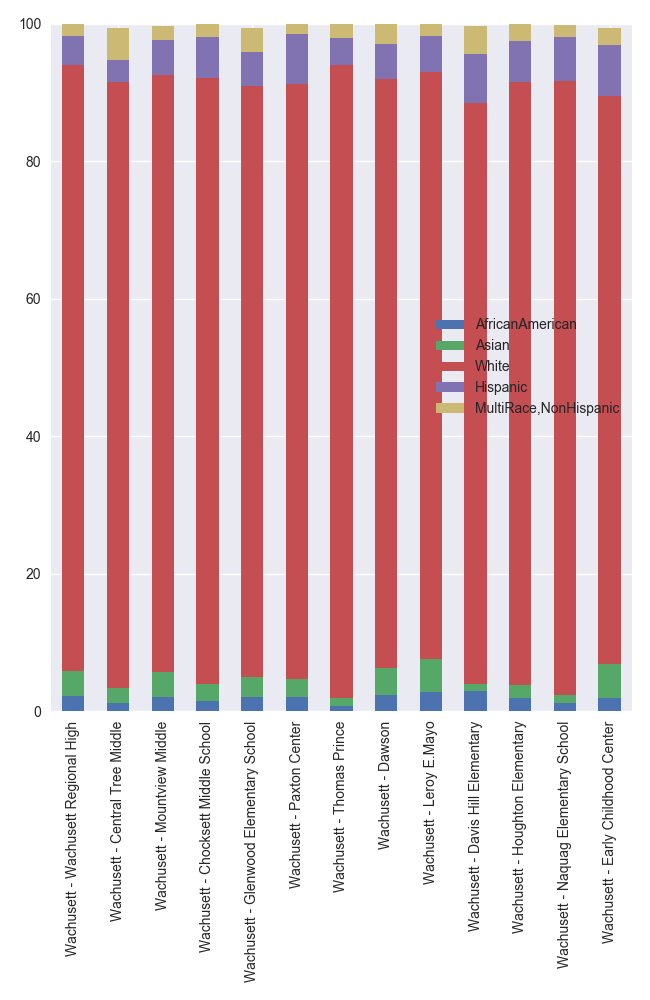 100
80
60
40
20
0
AfricanAmerican
Asian
White
Hispanic
MultiRace,NonHispanic
Wachusett - Wachusett Regional High
Wachusett - Central Tree Middle
Wachusett - Mountview Middle
Wachusett - Chocksett Middle School
Wachusett - Glenwood Elementary School
Wachusett - Paxton Center
Wachusett - Thomas Prince
Wachusett - Dawson
Wachusett - Leroy E.Mayo
Wachusett - Davis Hill Elementary
Wachusett - Houghton Elementary
Wachusett - Naquag Elementary School
Wachusett - Early Childhood Center